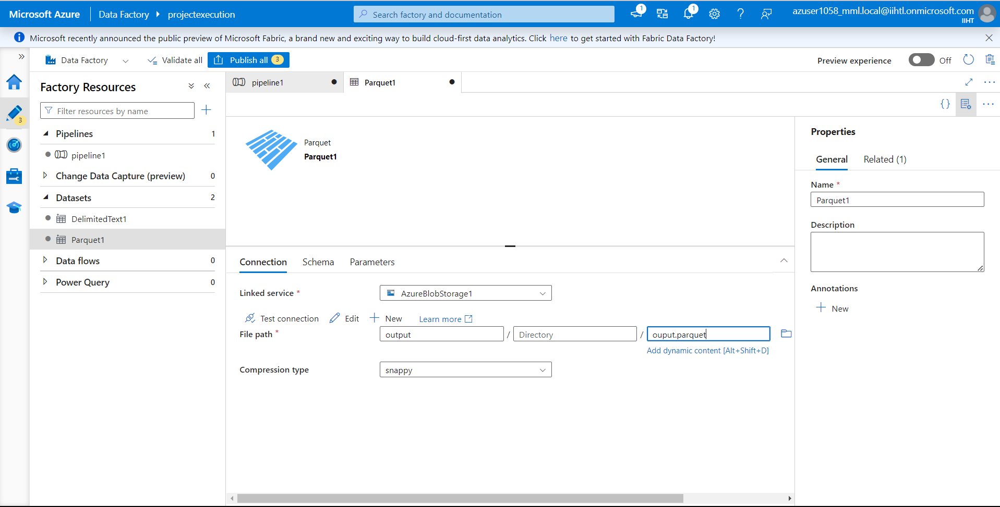 Microsoft Azure
Data Factory
projectexecution
Search factory and documentation
1
1
azuser1058_mml.local@iihtl.onmicrosoft.com
IIHT
Microsoft recently announced the public preview of Microsoft Fabric, a brand new and exciting way to build cloud-first data analytics. Click here to get started with Fabric Data Factory!
Data Factory
Validate all
Publish all 3
Preview experience
Off
3
Factory Resources
Filter resources by name
Pipelines 1
pipeline1
Change Data Capture (preview) 0
Datasets 2
DelimitedText1
Parquet1
Data flows 0
Power Query 0
pipeline1
Parquet1
{}
Parquet
Parquet1
Connection Schema Parameters
Linked service *
AzureBlobStorage1
Test connection
Edit
New
Learn more
File path *
output / Directory / ouput.parquet
Add dynamic content [Alt+Shift+D]
Compression type
snappy
Properties
General Related (1)
Name *
Parquet1
Description
Annotations
New